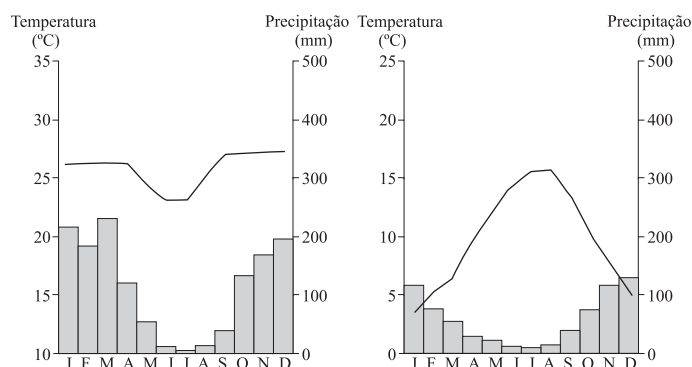 Temperatura Precipitação Temperatura Precipitação
(ºC) (mm) (ºC) (mm)
35 500 25 500
30 400 20 400
25 300 15 300
20 200 10 200
15 100 5 100
10 0 0 0
J F M A M J J A S O N D J F M A M J J A S O N D